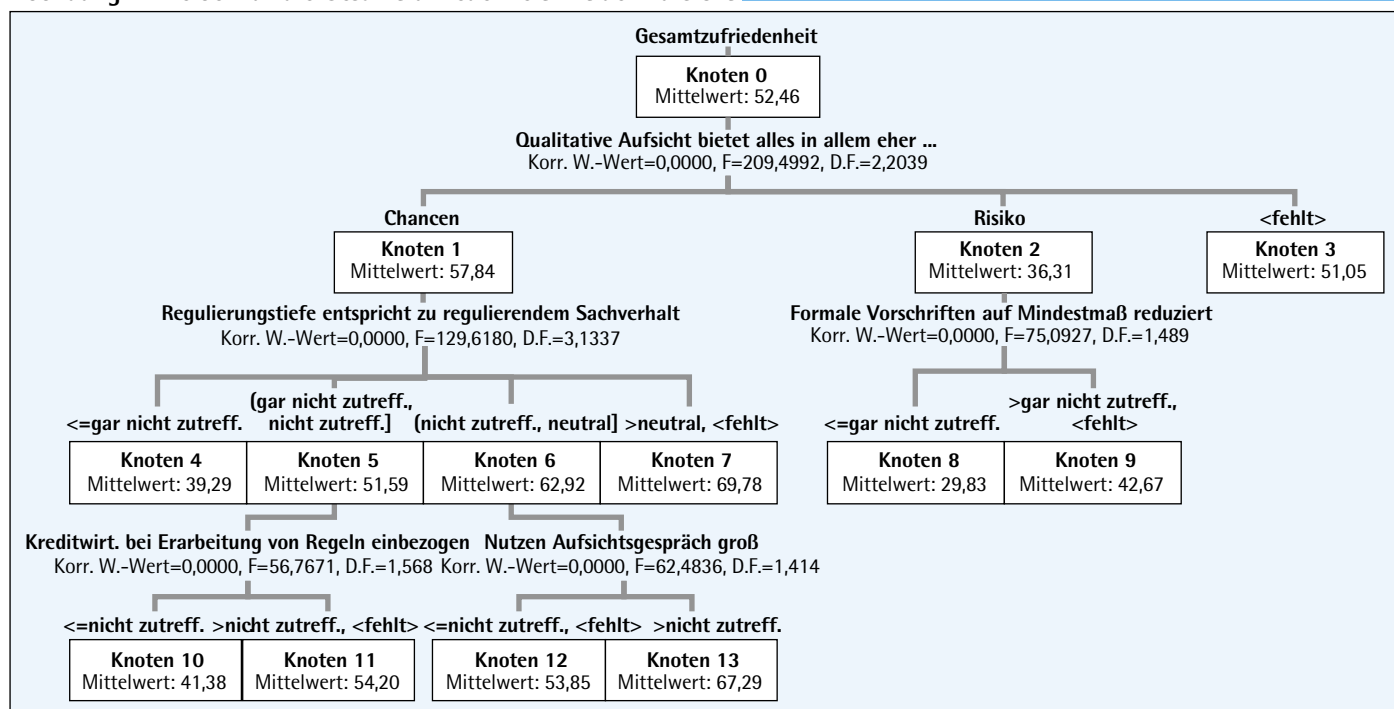 Gesamtzufriedenheit
Knoten 0
Mittelwert: 52,46
Qualitative Aufsicht bietet alles in allem eher ...
Korr. W.-Wert=0,0000, F=209,4992, D.F.=2,2039
Chancen
Risiko
<fehlt>
Knoten 1
Mittelwert: 57,84
Knoten 2
Mittelwert: 36,31
Knoten 3
Mittelwert: 51,05
Regulierungstiefe entspricht zu regulierendem Sachverhalt
Korr. W.-Wert=0,0000, F=129,6180, D.F.=3,1337
Formale Vorschriften auf Mindestmaß reduziert
Korr. W.-Wert=0,0000, F=75,0927, D.F.=1,489
<=gar nicht zutreff.
(gar nicht zutreff.,
nicht zutreff.]
(nicht zutreff., neutral]
>neutral, <fehlt>
<=gar nicht zutreff.
>gar nicht zutreff.,
<fehlt>
Knoten 4
Mittelwert: 39,29
Knoten 5
Mittelwert: 51,59
Knoten 6
Mittelwert: 62,92
Knoten 7
Mittelwert: 69,78
Knoten 8
Mittelwert: 29,83
Knoten 9
Mittelwert: 42,67
Kreditwirt. bei Erarbeitung von Regeln einbezogen
Korr. W.-Wert=0,0000, F=56,7671, D.F.=1,568
Nutzen Aufsichtsgespräch groß
Korr. W.-Wert=0,0000, F=62,4836, D.F.=1,414
<=nicht zutreff.
>nicht zutreff., <fehlt>
<=nicht zutreff., <fehlt>
>nicht zutreff.
Knoten 10
Mittelwert: 41,38
Knoten 11
Mittelwert: 54,20
Knoten 12
Mittelwert: 53,85
Knoten 13
Mittelwert: 67,29